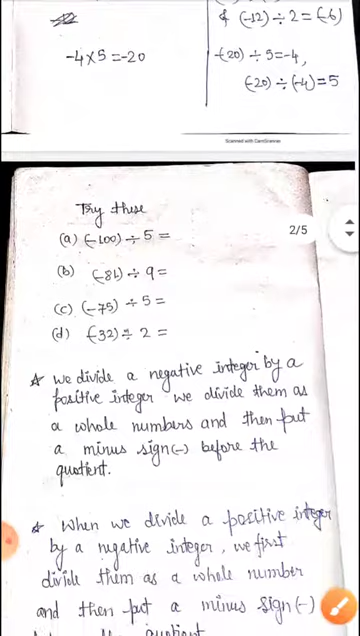 & (-12) ÷ 2 = (-6)
-4 × 5 = -20
(-20) ÷ 5 = -4,
(-20) ÷ (-4) = 5
Scanned with CamScanner
2/5
Try these
(a) (-100) ÷ 5 =
(b) (-81) ÷ 9 =
(c) (-75) ÷ 5 =
(d) (-32) ÷ 2 =
☆ we divide a negative integer by a
positive integer we divide them as
a whole numbers and then put
a minus sign(-) before the
quotient.
☆ When we divide a positive integer
by a negative integer, we first
divide them as a whole number
and then put a minus sign (-)
quotient